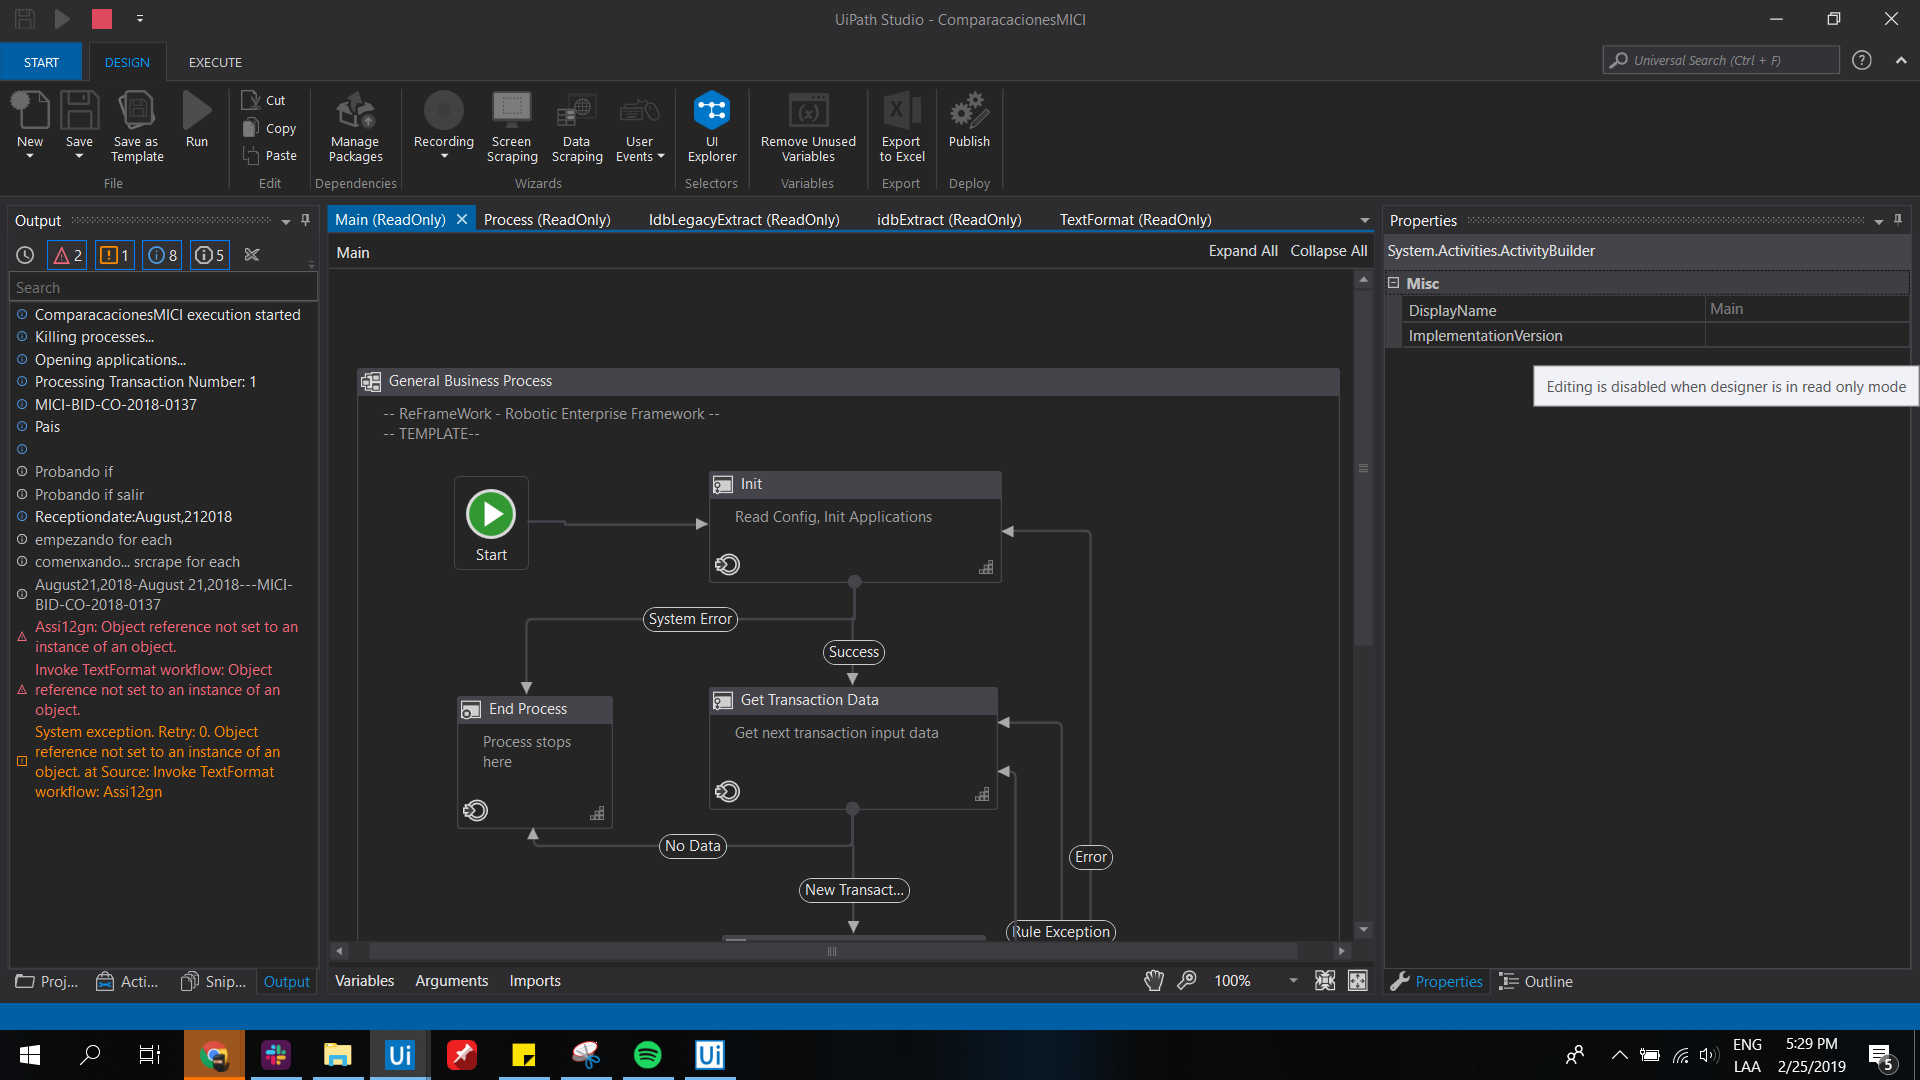 UiPath Studio - ComparacacionesMICI
START
DESIGN
EXECUTE
Universal Search (Ctrl + F)
New
Save
Save as
Template
Run
File
Cut
Copy
Paste
Edit
Manage
Packages
Dependencies
Recording
Screen
Scraping
Data
Scraping
User
Events
Wizards
UI
Explorer
Selectors
Remove Unused
Variables
Variables
Export
to Excel
Export
Publish
Deploy
Output
2
1
8
5
Search
ComparacacionesMICI execution started
Killing processes...
Opening applications...
Processing Transaction Number: 1
MICI-BID-CO-2018-0137
Pais
Probando if
Probando if salir
Receptiondate:August,212018
empezando for each
comenxando... srcrape for each
August21,2018-August 21,2018---MICI-
BID-CO-2018-0137
Assi12gn: Object reference not set to an
instance of an object.
Invoke TextFormat workflow: Object
reference not set to an instance of an
object.
System exception. Retry: 0. Object
reference not set to an instance of an
object. at Source: Invoke TextFormat
workflow: Assi12gn
Proj...
Acti...
Snip...
Output
Main (ReadOnly)
Process (ReadOnly)
IdbLegacyExtract (ReadOnly)
idbExtract (ReadOnly)
TextFormat (ReadOnly)
Main
Expand All
Collapse All
General Business Process
-- ReFrameWork - Robotic Enterprise Framework --
-- TEMPLATE--
Start
Init
Read Config, Init Applications
System Error
Success
End Process
Process stops
here
Get Transaction Data
Get next transaction input data
No Data
Error
New Transact...
Rule Exception
Variables
Arguments
Imports
100%
Properties
System.Activities.ActivityBuilder
Misc
DisplayName
Main
ImplementationVersion
Editing is disabled when designer is in read only mode
Properties
Outline
Ui
Ui
ENG
LAA
5:29 PM
2/25/2019
5